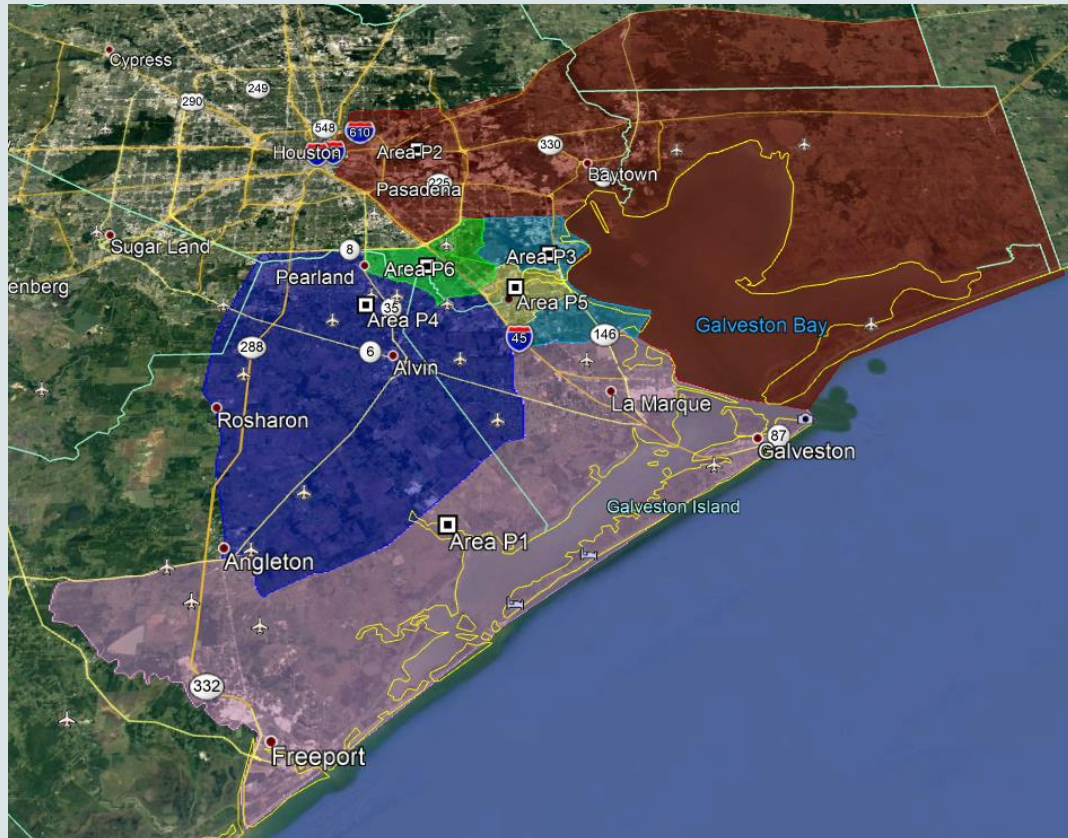 Cypress
249
290
548
610
330
Houston
Area P2
Baytown
Pasadena
225
Sugar Land
8
Pearland
Area P6
Area P3
enberg
Area P5
35
Area P4
Galveston Bay
288
6
45
146
Alvin
La Marque
Rosharon
87
Galveston
Galveston Island
Area P1
Angleton
332
Freeport